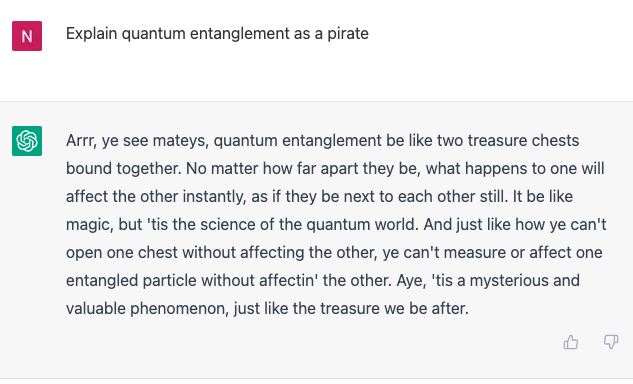 N
Explain quantum entanglement as a pirate
Arrr, ye see mateys, quantum entanglement be like two treasure chests
bound together. No matter how far apart they be, what happens to one will
affect the other instantly, as if they be next to each other still. It be like
magic, but 'tis the science of the quantum world. And just like how ye can't
open one chest without affecting the other, ye can't measure or affect one
entangled particle without affectin' the other. Aye, 'tis a mysterious and
valuable phenomenon, just like the treasure we be after.